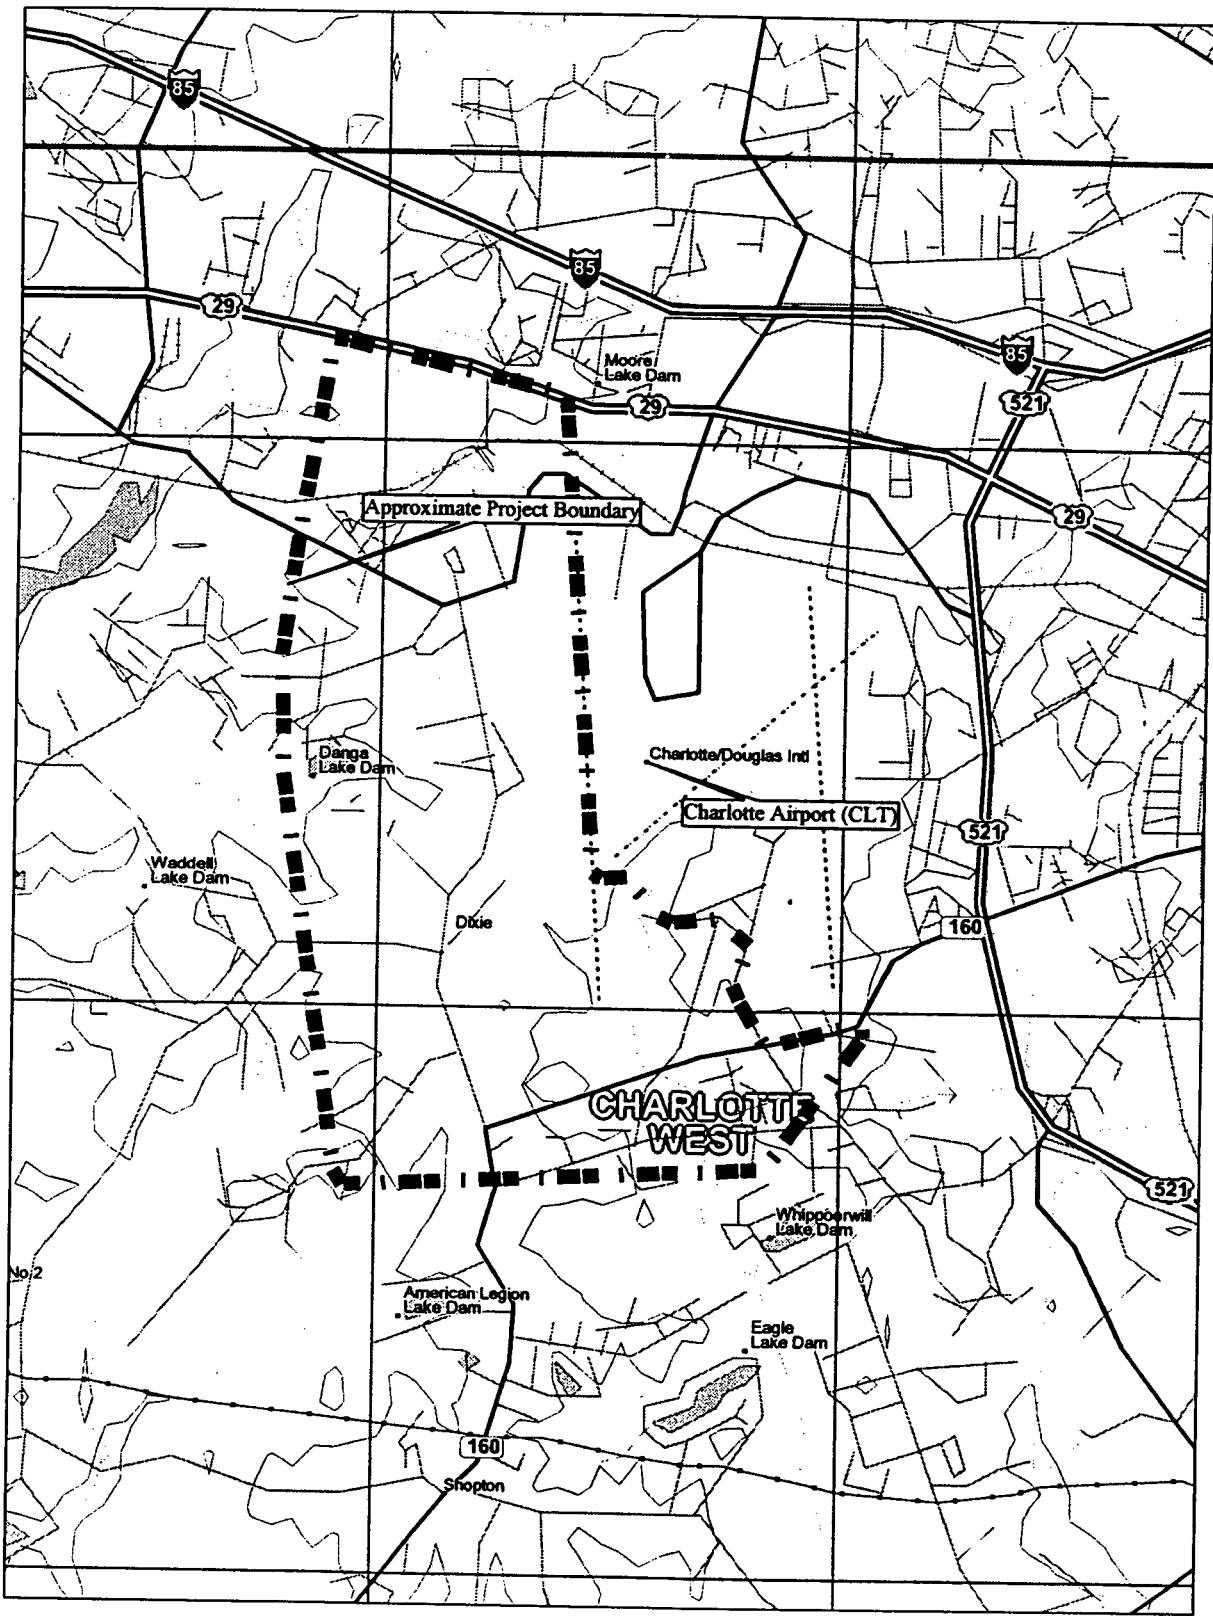 85
85
29
Moore
Lake Dam
85
521
29
Approximate Project Boundary
29
Danga
Lake Dam
Charlotte/Douglas Intl
Charlotte Airport (CLT)
521
Waddell
Lake Dam
Dixie
160
CHARLOTTE
WEST
521
Whippoerwill
Lake Dam
No.2
American Legion
Lake Dam
Eagle
Lake Dam
160
Shopton